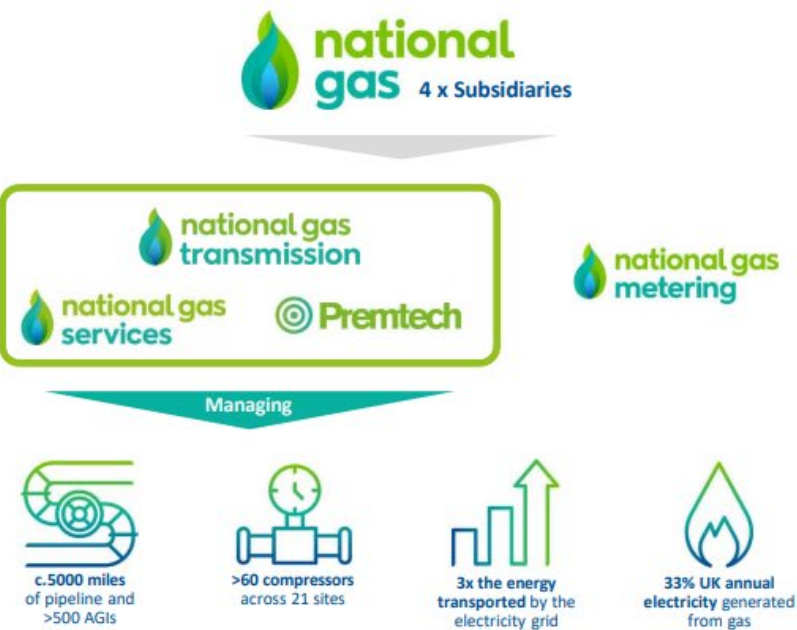 national
gas 4 x Subsidiaries
national gas
transmission
national gas
services
Premtech
national gas
metering
Managing
c.5000 miles
of pipeline and
>500 AGIs
>60 compressors
across 21 sites
3x the energy
transported by the
electricity grid
33% UK annual
electricity generated
from gas